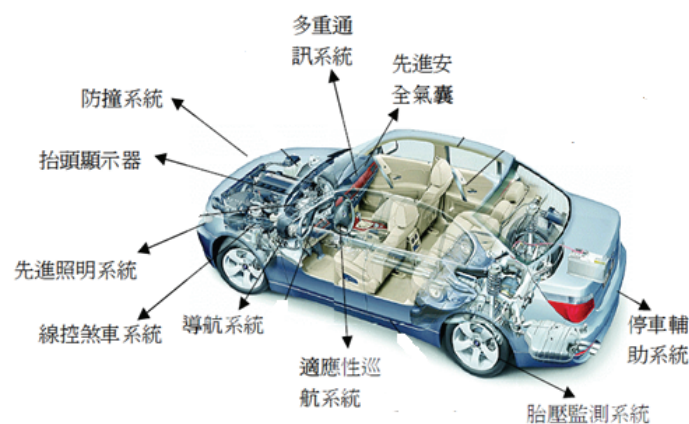 多重通
訊系統
先進安
全氣囊
防撞系統
抬頭顯示器
先進照明系統
線控煞車系統
導航系統
適應性巡
航系統
停車輔
助系統
胎壓監測系統